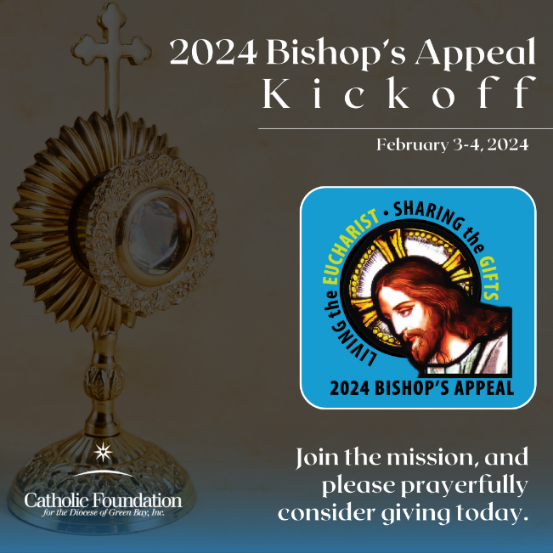 2024 Bishop's Appeal
Kickoff
February 3-4, 2024
LIVING the EUCHARIST • SHARING the GIFTS
2024 BISHOP'S APPEAL
Join the mission, and
please prayerfully
consider giving today.
Catholic Foundation
for the Diocese of Green Bay, Inc.